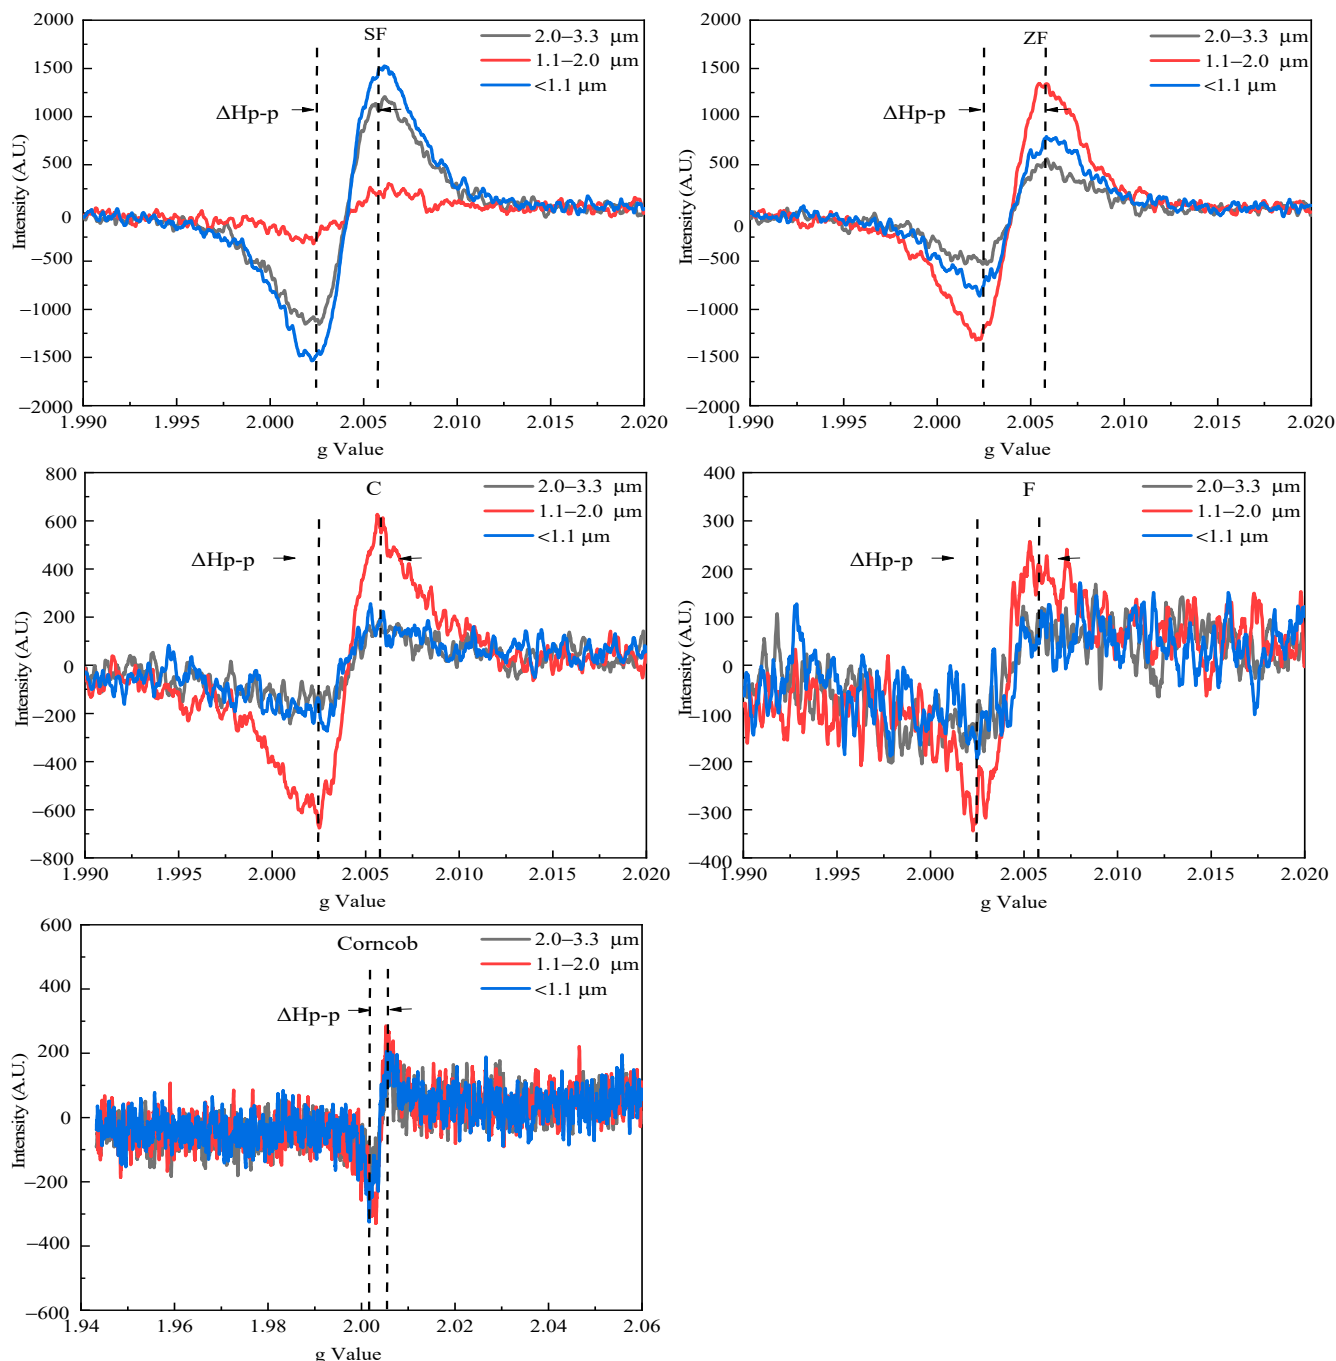 SF
2.0–3.3 μm
1.1–2.0 μm
<1.1 μm
ΔHp-p
Intensity (A.U.)
2000
1500
1000
500
0
−500
−1000
−1500
−2000
1.990 1.995 2.000 2.005 2.010 2.015 2.020
g Value
ZF
2.0–3.3 μm
1.1–2.0 μm
<1.1 μm
ΔHp-p
Intensity (A.U.)
2000
1500
1000
500
0
−500
−1000
−1500
−2000
1.990 1.995 2.000 2.005 2.010 2.015 2.020
g Value
C
2.0–3.3 μm
1.1–2.0 μm
<1.1 μm
ΔHp-p
Intensity (A.U.)
800
600
400
200
0
−200
−400
−600
−800
1.990 1.995 2.000 2.005 2.010 2.015 2.020
g Value
F
2.0–3.3 μm
1.1–2.0 μm
<1.1 μm
ΔHp-p
Intensity (A.U.)
400
300
200
100
0
−100
−200
−300
−400
1.990 1.995 2.000 2.005 2.010 2.015 2.020
g Value
Corncob
2.0–3.3 μm
1.1–2.0 μm
<1.1 μm
ΔHp-p
Intensity (A.U.)
600
400
200
0
−200
−400
−600
1.94 1.96 1.98 2.00 2.02 2.04 2.06
g Value